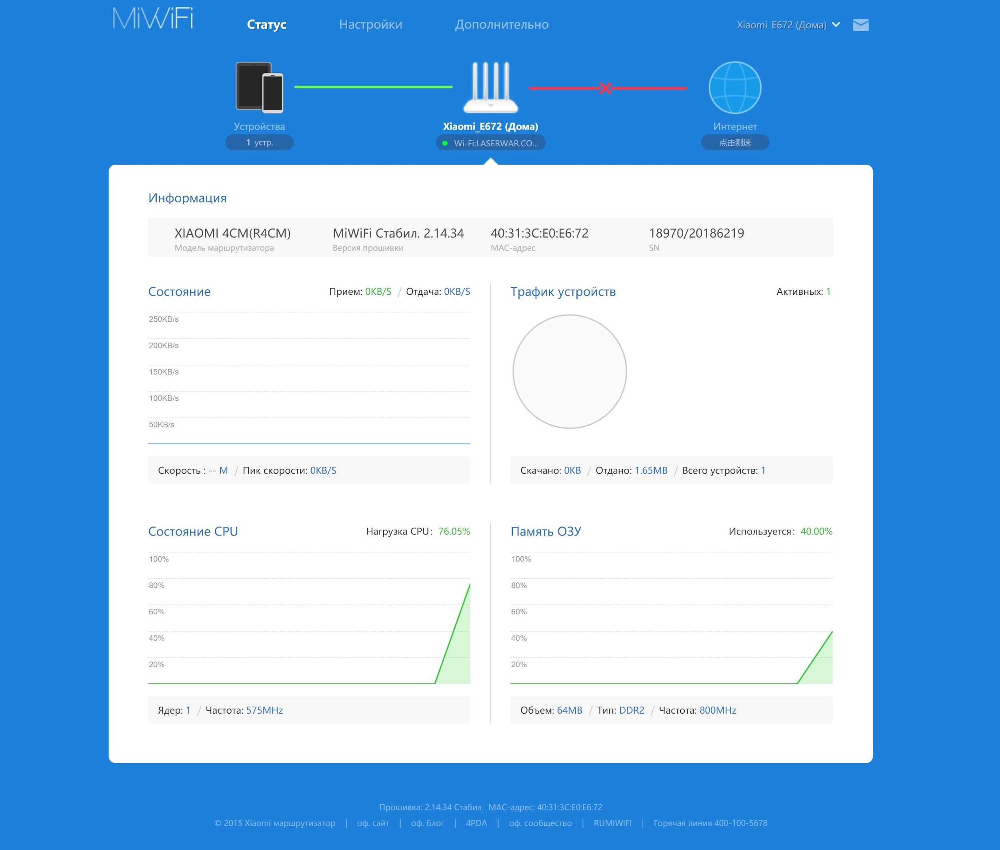 MiWiFi
Статус Настройки Дополнительно Xiaomi_E672 (Дома)
Устройства Xiaomi_E672 (Дома) Интернет
1 устр. Wi-Fi:LASERWAR.CO... 点击测速
Информация
XIAOMI 4CM(R4CM) MiWiFi Стабил. 2.14.34 40:31:3C:E0:E6:72 18970/20186219
Модель маршрутизатора Версия прошивки MAC-адрес SN
Состояние Прием: 0KB/S / Отдача: 0KB/S
250KB/s
200KB/s
150KB/s
100KB/s
50KB/s
Скорость : -- M / Пик скорости: 0KB/S
Трафик устройств Активных: 1
Скачано: 0KB / Отдано: 1.65MB / Всего устройств: 1
Состояние CPU Нагрузка CPU: 76.05%
100%
80%
60%
40%
20%
Ядер: 1 / Частота: 575MHz
Память ОЗУ Используется: 40.00%
100%
80%
60%
40%
20%
Объем: 64MB / Тип: DDR2 / Частота: 800MHz
Прошивка: 2.14.34 Стабил. MAC-адрес: 40:31:3C:E0:E6:72
© 2015 Xiaomi маршрутизатор | оф. сайт | оф. блог | 4PDA | оф. сообщество | RUMIWIFI | Горячая линия 400-100-5678